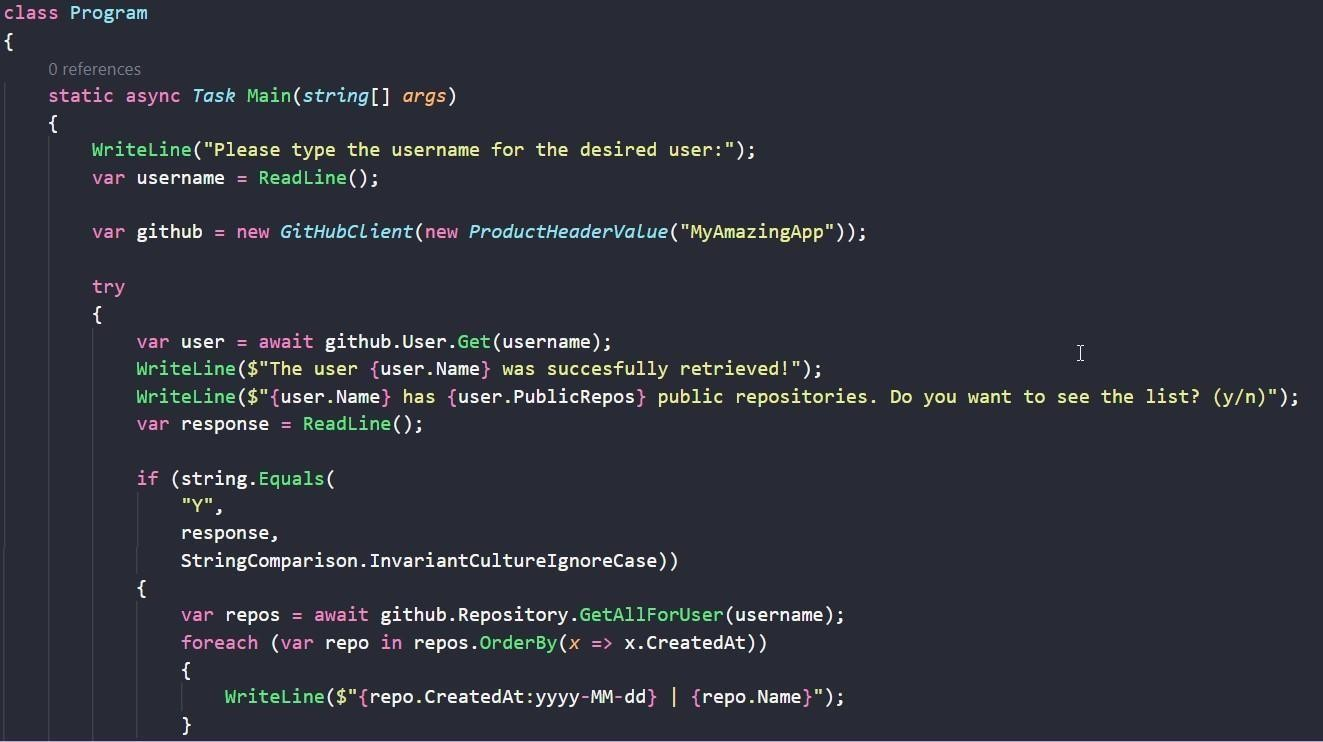 class Program
{
0 references
static async Task Main(string[] args)
{
WriteLine("Please type the username for the desired user:");
var username = ReadLine();
var github = new GitHubClient(new ProductHeaderValue("MyAmazingApp"));
try
{
var user = await github.User.Get(username);
WriteLine($"The user {user.Name} was succesfully retrieved!");
WriteLine($"{user.Name} has {user.PublicRepos} public repositories. Do you want to see the list? (y/n)");
var response = ReadLine();
if (string.Equals(
"Y",
response,
StringComparison.InvariantCultureIgnoreCase))
{
var repos = await github.Repository.GetAllForUser(username);
foreach (var repo in repos.OrderBy(x => x.CreatedAt))
{
WriteLine($"{repo.CreatedAt:yyyy-MM-dd} | {repo.Name}");
}